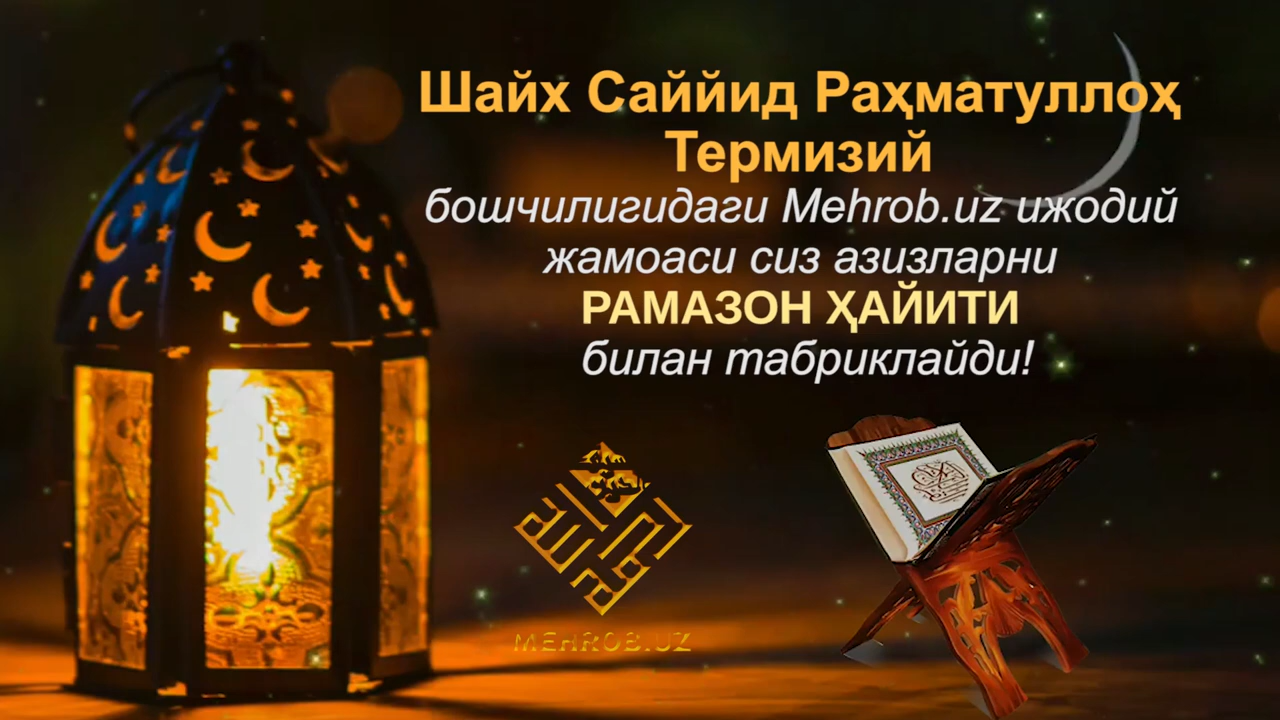 Шайх Саййид Раҳматуллоҳ
Термизий
бошчилигидаги Mehrob.uz ижодий
жамоаси сиз азизларни
РАМАЗОН ҲАЙИТИ
билан табриклайди!
MEHROB.UZ